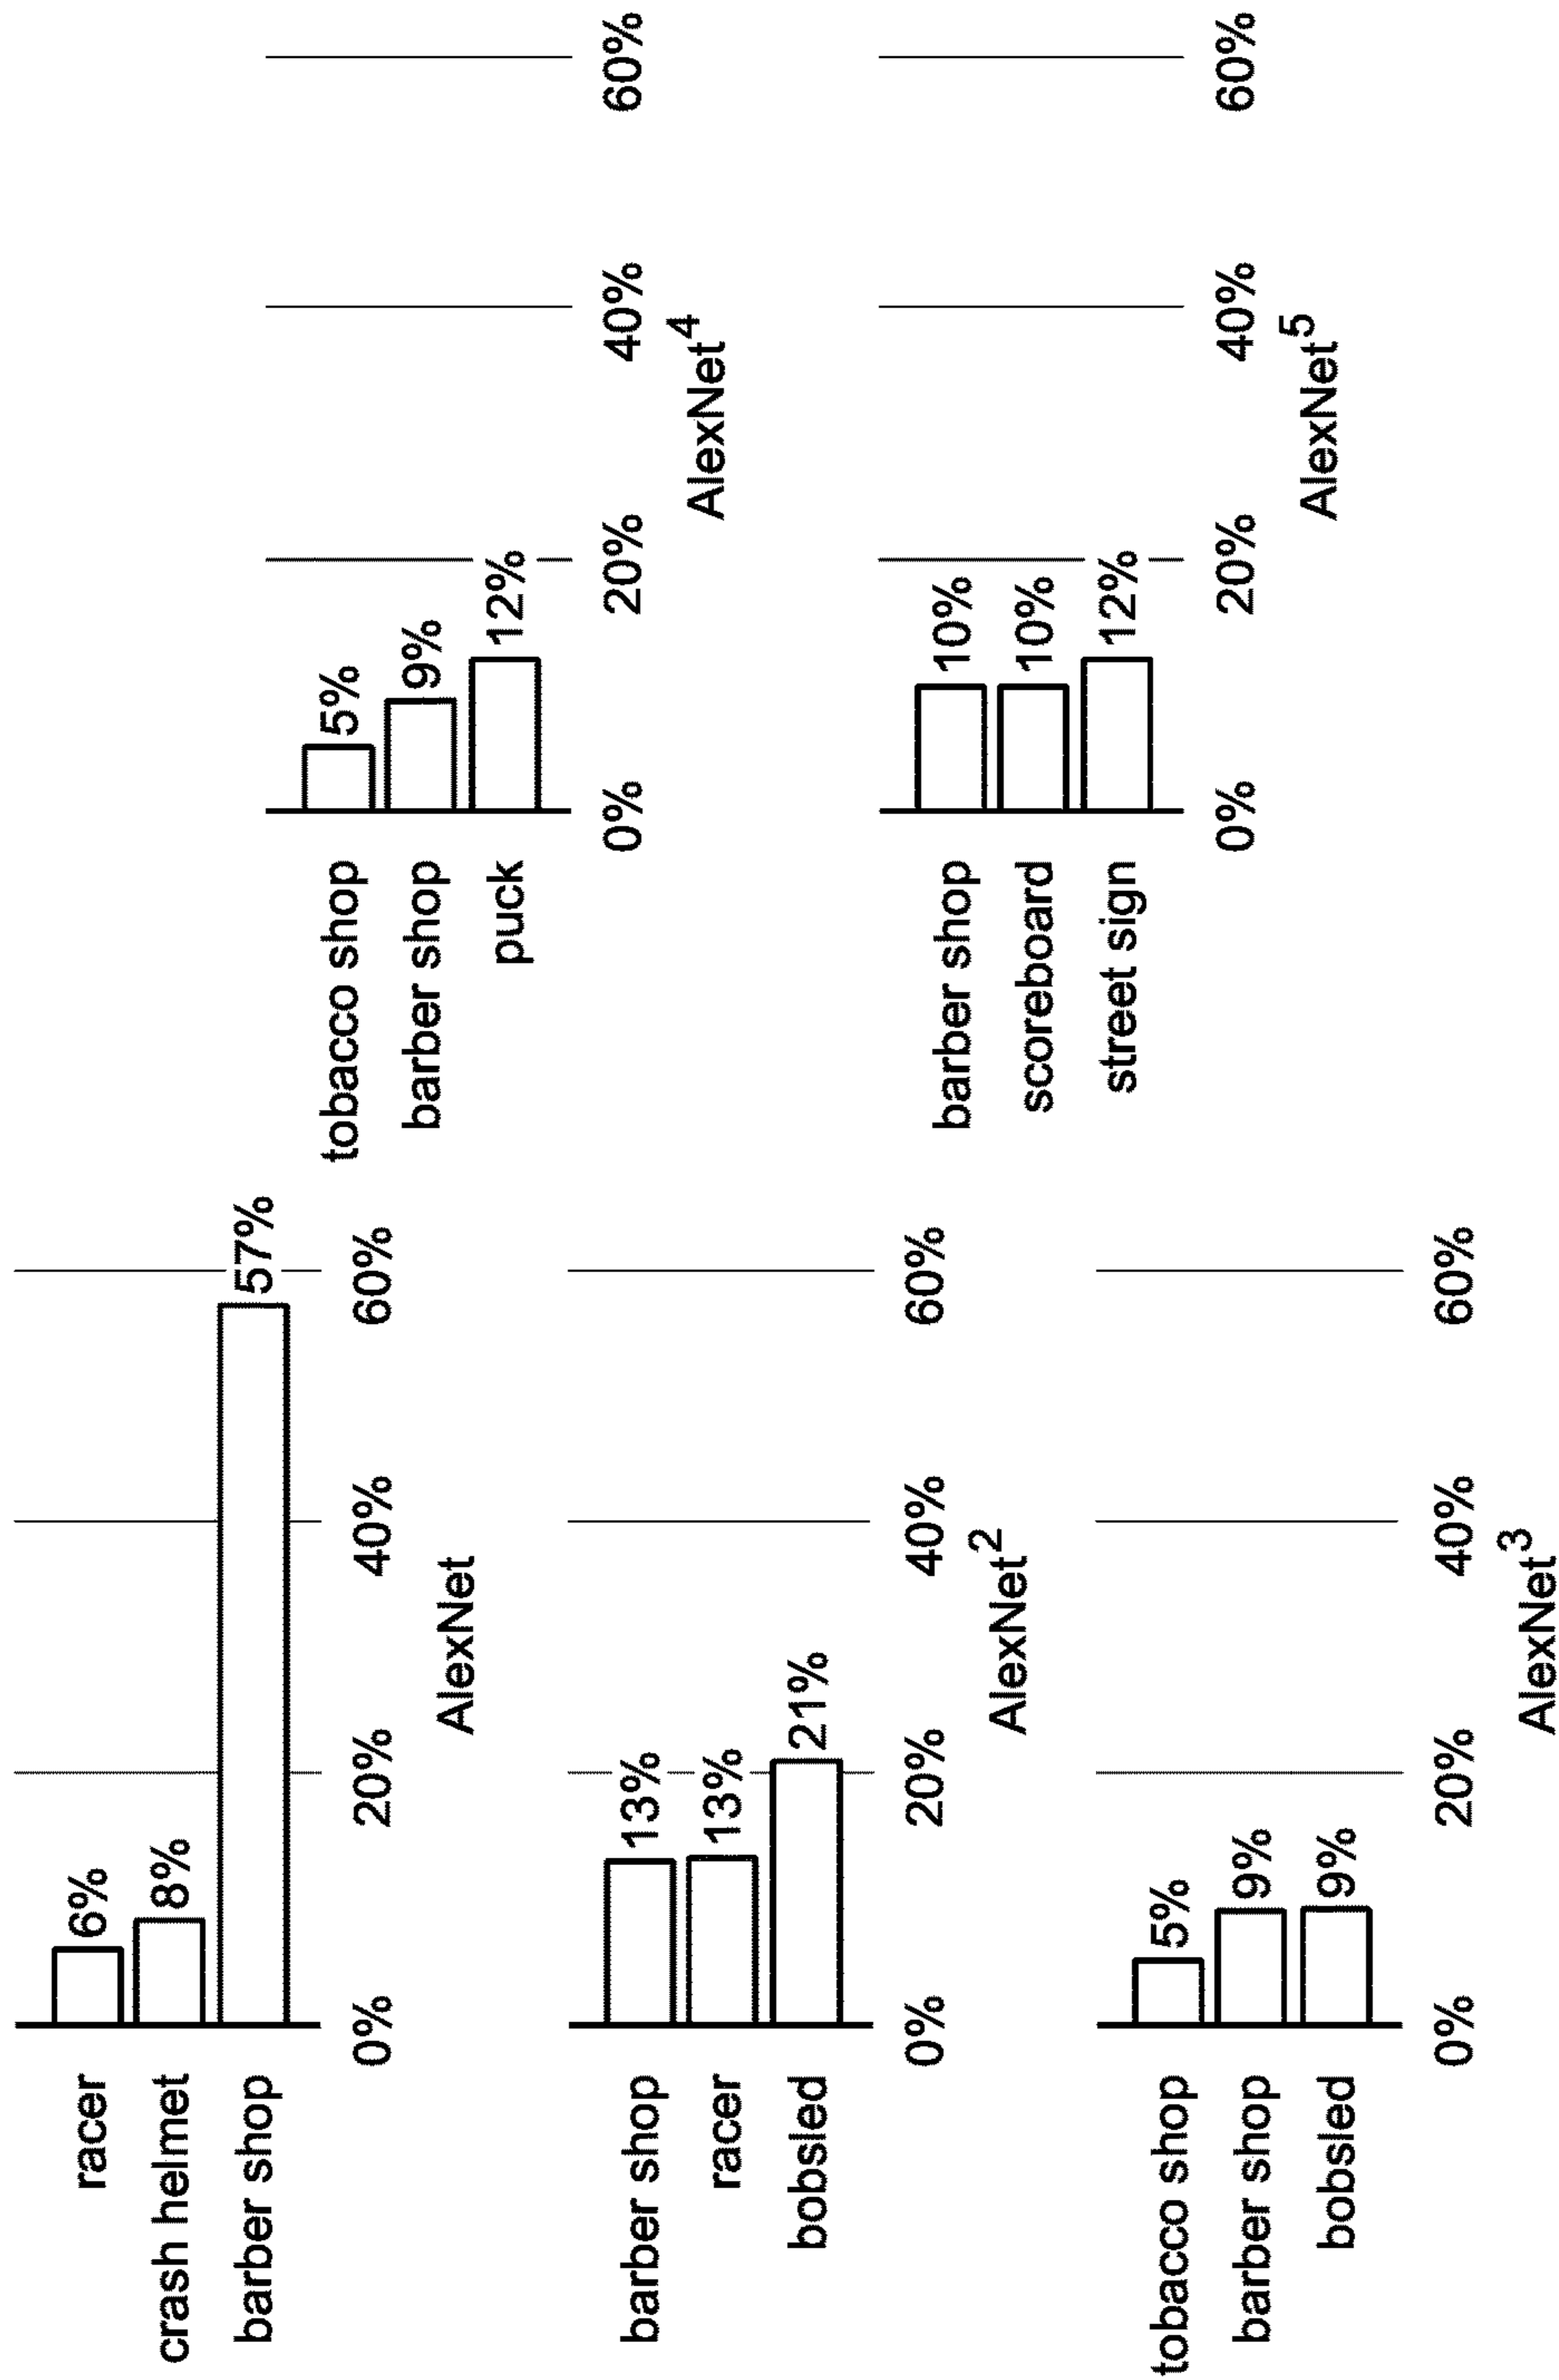 racer 6%
crash helmet 8%
barber shop 57%
0% 20% 40% 60%
AlexNet
barber shop 13%
racer 13%
bobsled 21%
0% 20% 40% 60%
AlexNet²
tobacco shop 5%
barber shop 9%
bobsled 9%
0% 20% 40% 60%
AlexNet³
tobacco shop 5%
barber shop 9%
puck 12%
0% 20% 40% 60%
AlexNet⁴
barber shop 10%
scoreboard 10%
street sign 12%
0% 20% 40% 60%
AlexNet⁵